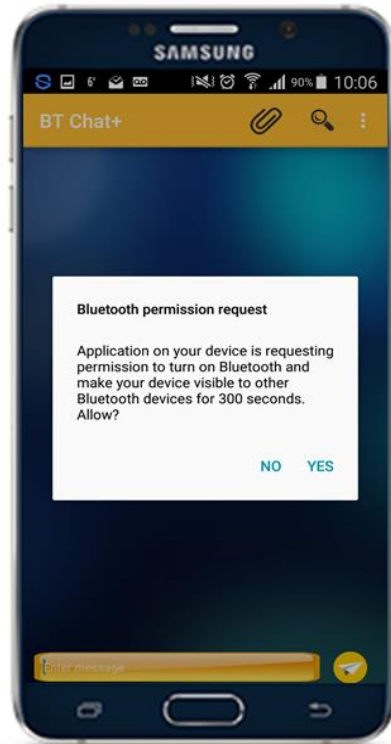 SAMSUNG
6° 90% 10:06
BT Chat+
Bluetooth permission request
Application on your device is requesting
permission to turn on Bluetooth and
make your device visible to other
Bluetooth devices for 300 seconds.
Allow?
NO YES
Enter message